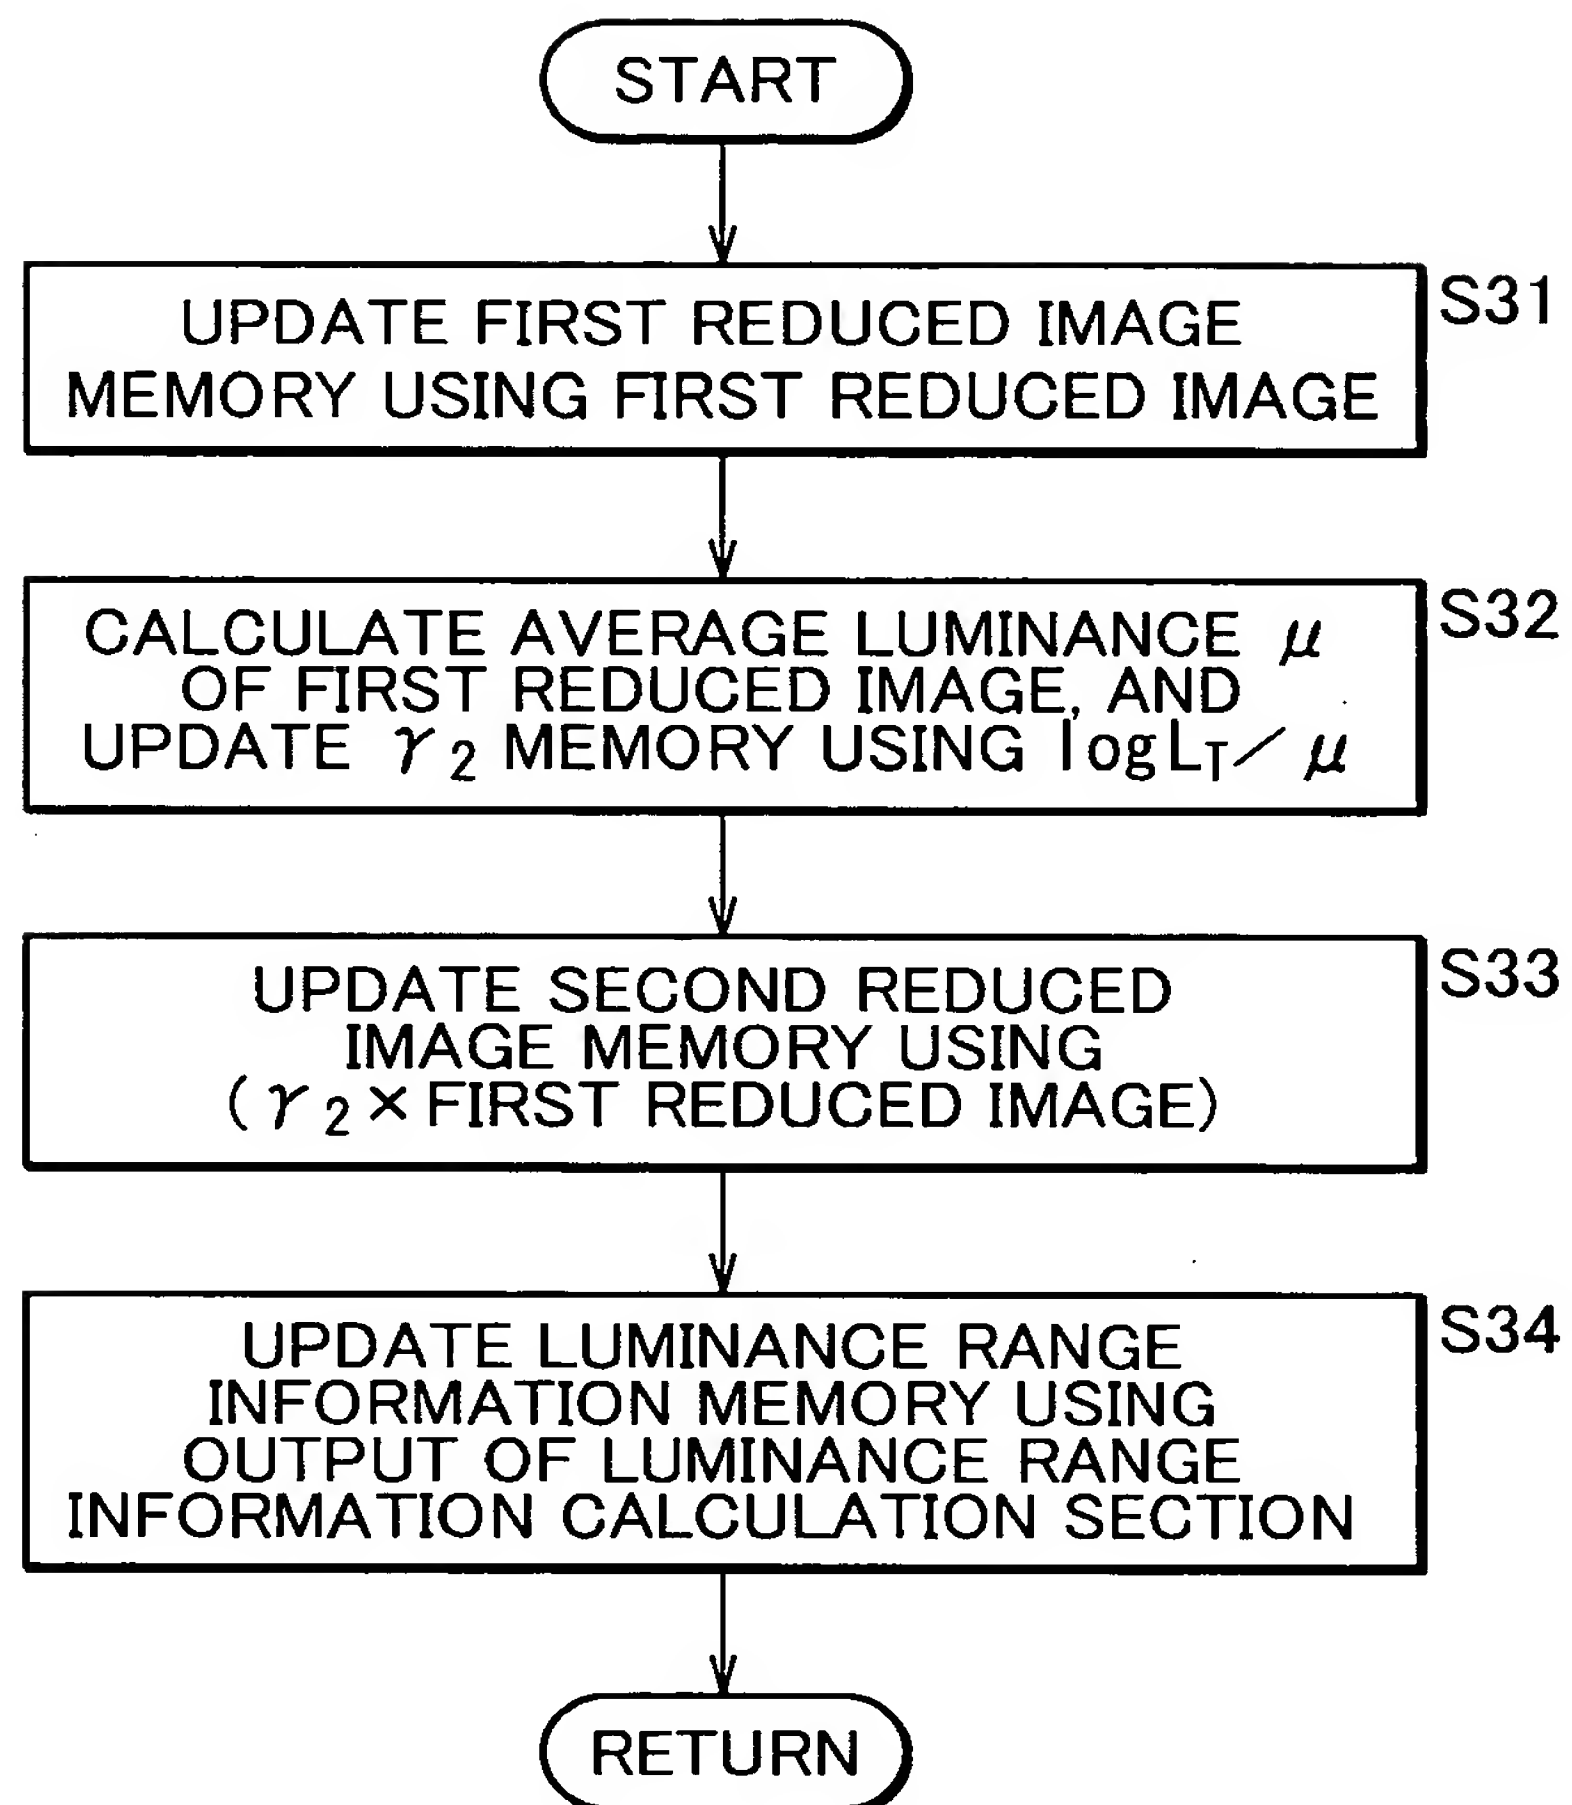 START
S31
UPDATE FIRST REDUCED IMAGE
MEMORY USING FIRST REDUCED IMAGE
S32
CALCULATE AVERAGE LUMINANCE μ
OF FIRST REDUCED IMAGE, AND
UPDATE γ₂ MEMORY USING logL_T/μ
S33
UPDATE SECOND REDUCED
IMAGE MEMORY USING
(γ₂×FIRST REDUCED IMAGE)
S34
UPDATE LUMINANCE RANGE
INFORMATION MEMORY USING
OUTPUT OF LUMINANCE RANGE
INFORMATION CALCULATION SECTION
RETURN